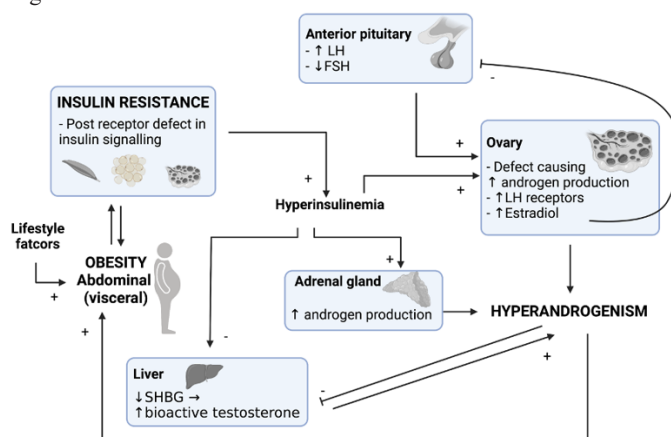 Anterior pituitary
- ↑ LH
- ↓FSH
-
INSULIN RESISTANCE
- Post receptor defect in
insulin signalling
+
Ovary
- Defect causing
↑ androgen production
- ↑LH receptors
- ↑Estradiol
+
+
Hyperinsulinemia
Lifestyle
fatcors
+
OBESITY
Abdominal
(visceral)
+
+
Adrenal gland
↑ androgen production
HYPERANDROGENISM
-
Liver
↓SHBG →
↑bioactive testosterone
-
+